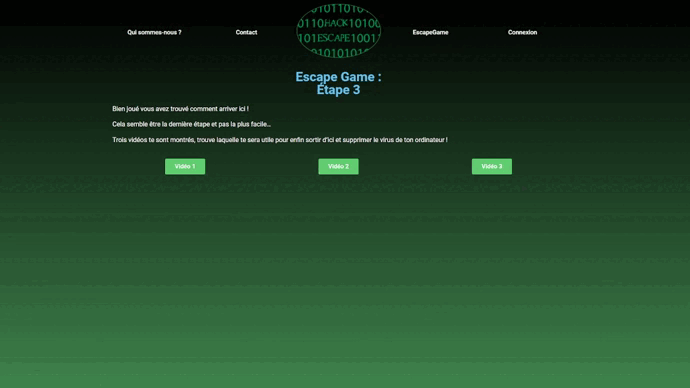 01011010
0110HACK10100
Qui sommes-nous ?
Contact
EscapeGame
Connexion
101ESCAPE1001
01010101
Escape Game :
Étape 3
Bien joué vous avez trouvé comment arriver ici !
Cela semble être la dernière étape et pas la plus facile...
Trois vidéos te sont montrés, trouve laquelle te sera utile pour enfin sortir d'ici et supprimer le virus de ton ordinateur !
Vidéo 1
Vidéo 2
Vidéo 3